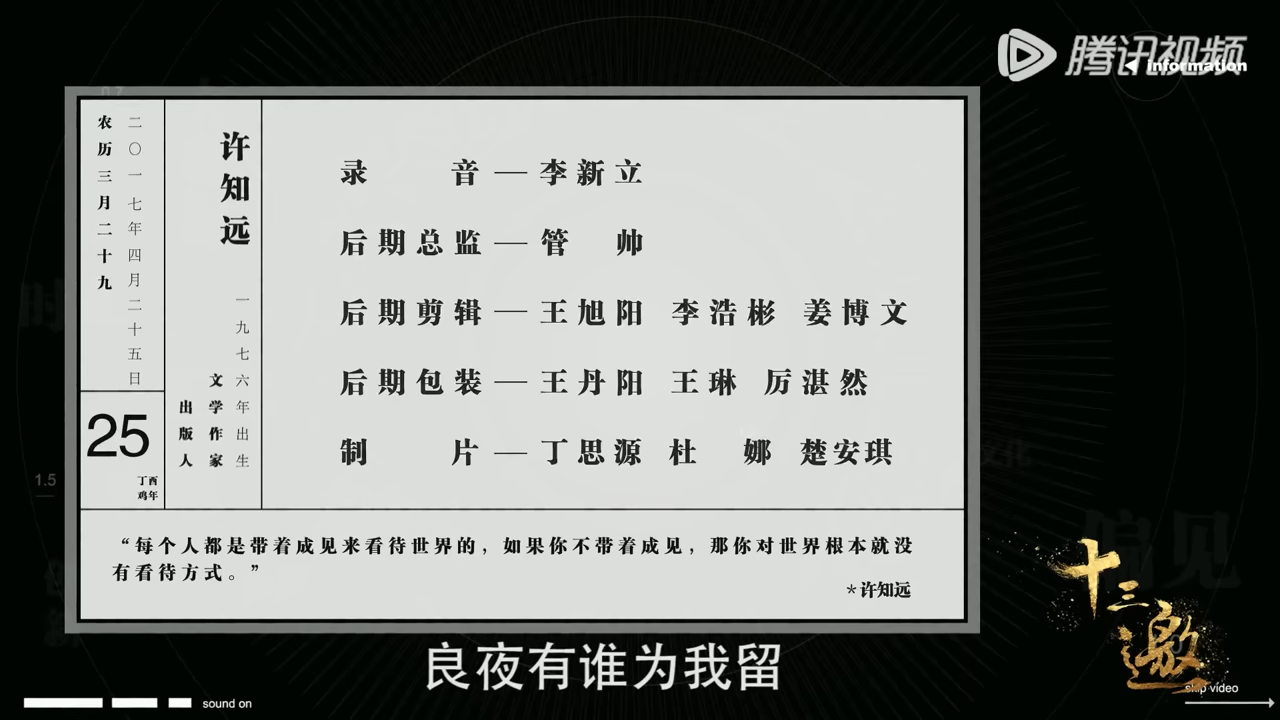 腾讯视频
information
农历三月二十九
二〇一七年四月二十五日
25
丁酉
鸡年
许知远
一九七六年出生
文学作家
出版人
录音—李新立
后期总监—管帅
后期剪辑—王旭阳 李浩彬 姜博文
后期包装—王丹阳 王琳 厉湛然
制片—丁思源 杜娜 楚安琪
“每个人都是带着成见来看待世界的，如果你不带着成见，那你对世界根本就没
有看待方式。”
*许知远
1.5
偏见
十三邀
良夜有谁为我留
sound on
skip video